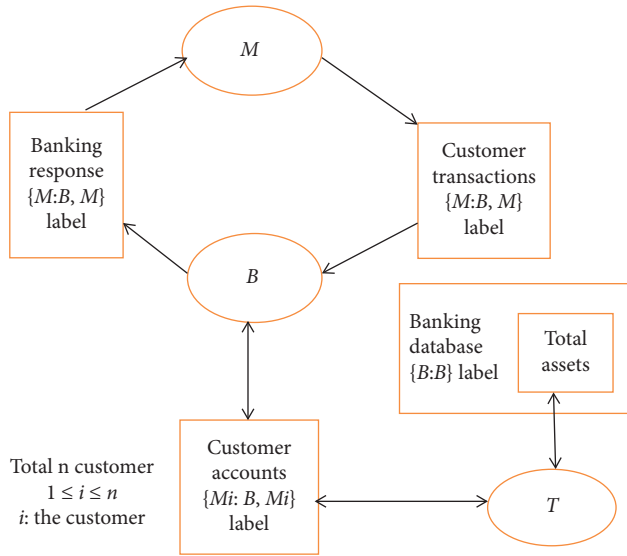 M
Banking
response
{M:B, M}
label
Customer
transactions
{M:B, M}
label
B
Banking
database
{B:B} label
Total
assets
Customer
accounts
{Mi: B, Mi}
label
Total n customer
1 ≤ i ≤ n
i: the customer
T